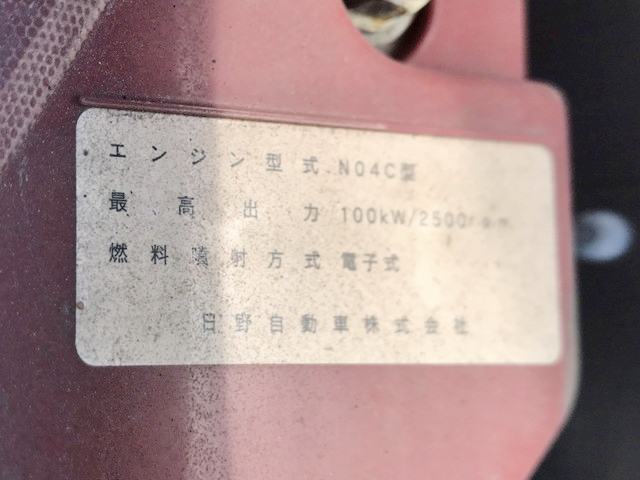 エンジン型式 N04C型
最高出力 100kW/2500r.p.m.
燃料噴射方式 電子式
日野自動車株式会社